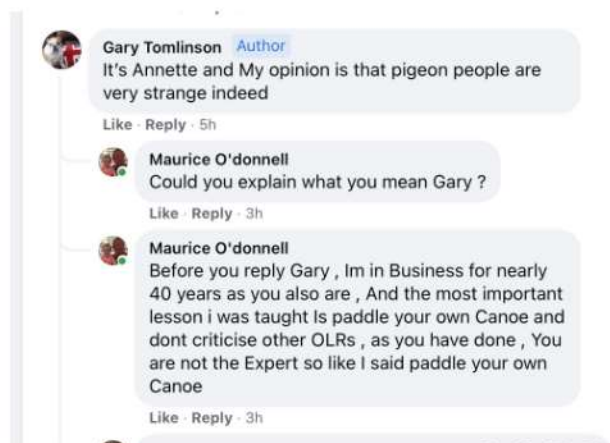 Gary Tomlinson Author
It's Annette and My opinion is that pigeon people are
very strange indeed
Like · Reply · 5h
Maurice O'donnell
Could you explain what you mean Gary ?
Like · Reply · 3h
Maurice O'donnell
Before you reply Gary , Im in Business for nearly
40 years as you also are , And the most important
lesson i was taught Is paddle your own Canoe and
dont criticise other OLRs , as you have done , You
are not the Expert so like I said paddle your own
Canoe
Like · Reply · 3h